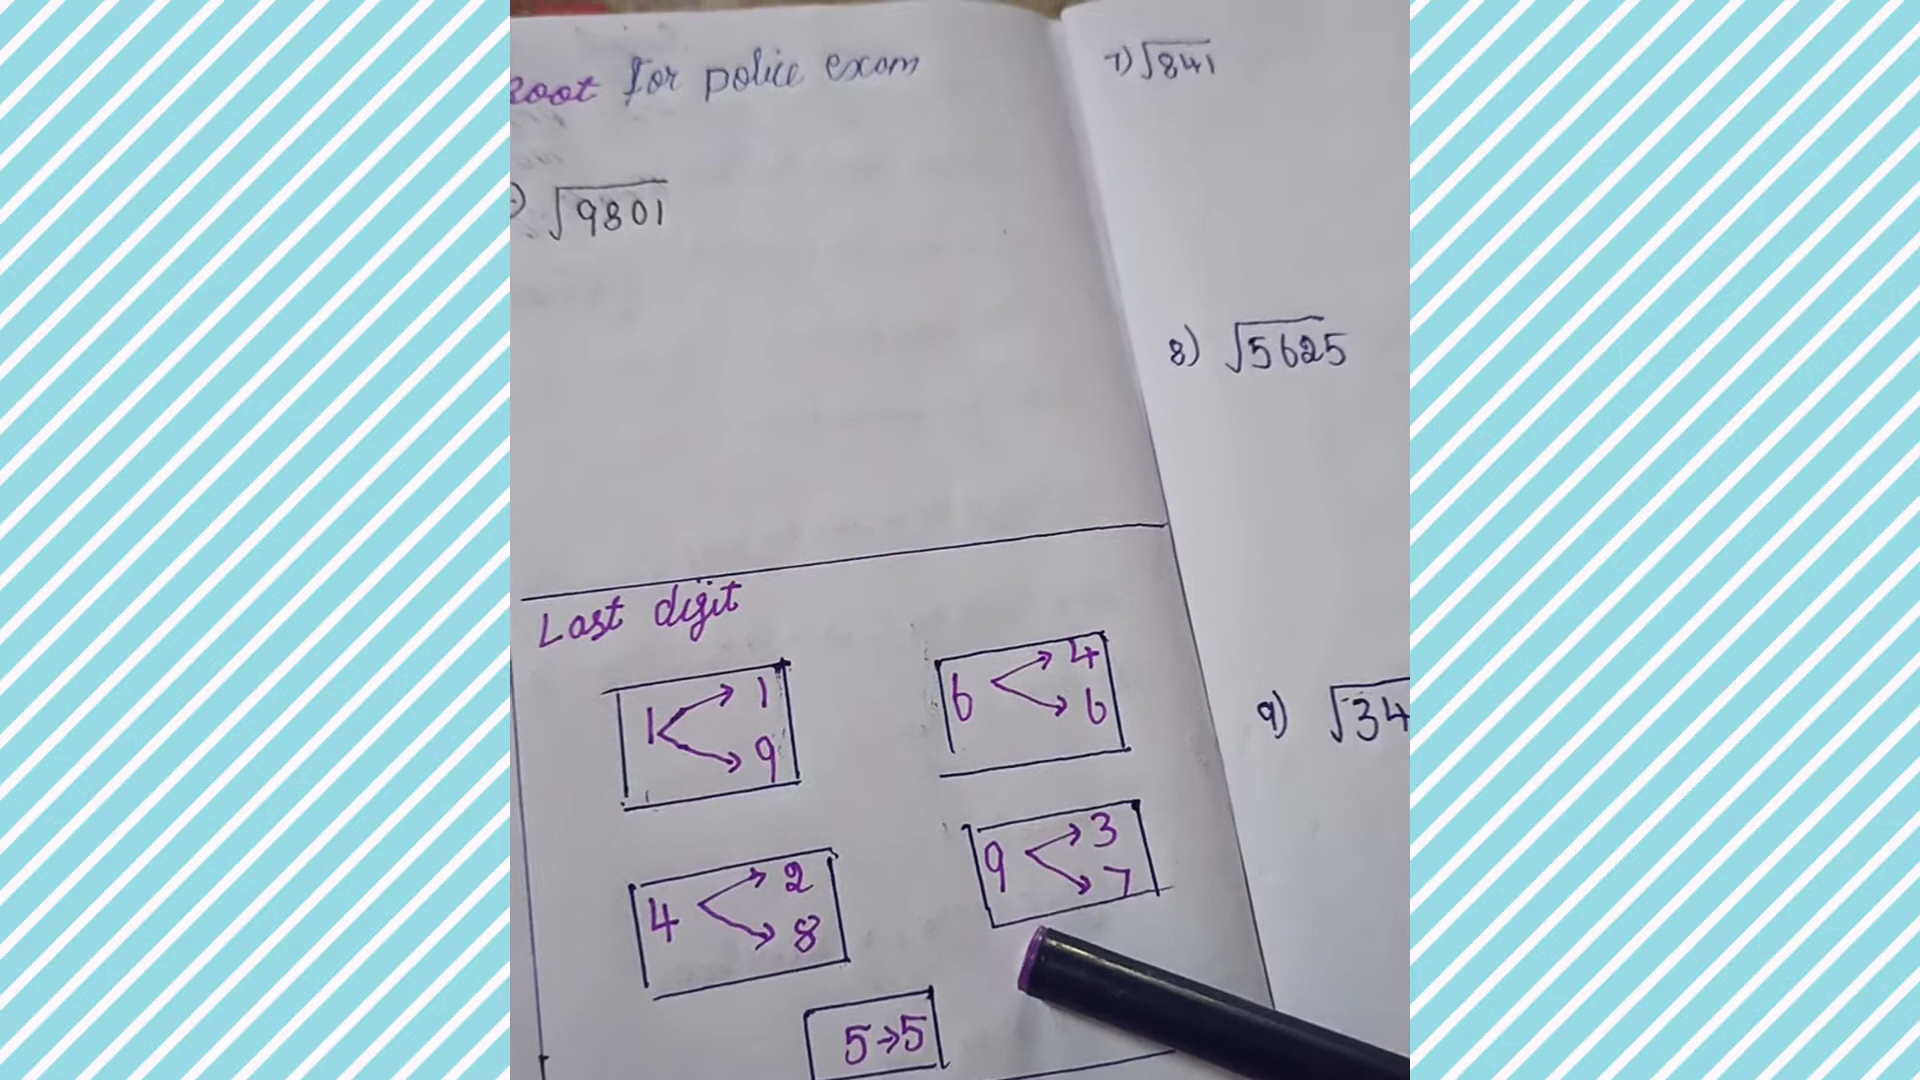 Root for police exam
) √9801
Last digit
1 → 1
→ 9
6 → 4
→ 6
4 → 2
→ 8
9 → 3
→ 7
5→5
7) √841
8) √5625
9) √34